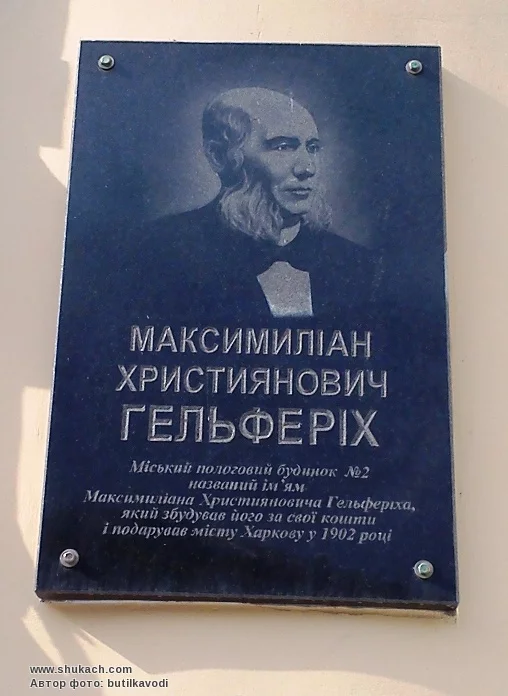 МАКСИМИЛІАН
ХРИСТИЯНОВИЧ
ГЕЛЬФЕРІХ
Міський пологовий будинок №2
названий ім'ям
Максиміліана Християновича Гельферіха,
який збудував його за свої кошти
і подарував місту Харкову у 1902 році
www.shukach.com
Автор фото: butilkavodi